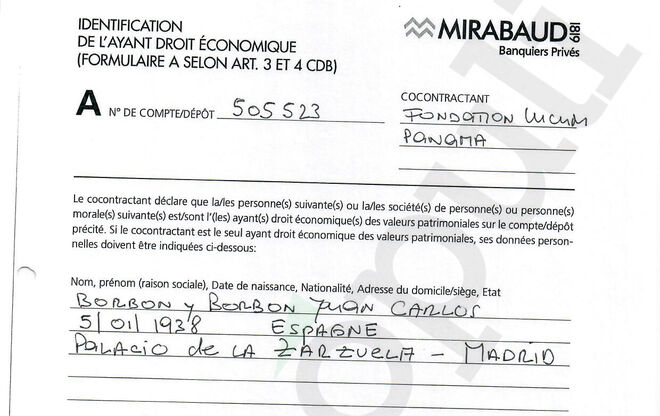 IDENTIFICATION
DE L'AYANT DROIT ÉCONOMIQUE
(FORMULAIRE A SELON ART. 3 ET 4 CDB)
MIRABAUD 1819
Banquiers Privés
A N° DE COMPTE/DÉPÔT 505523
COCONTRACTANT
FONDATION LUCUM
PANAMA
Le cocontractant déclare que la/les personne(s) suivante(s) ou la/les société(s) de personne(s) ou personne(s)
morale(s) suivante(s) est/sont l'(les) ayant(s) droit économique(s) des valeurs patrimoniales sur le compte/dépôt
précité. Si le cocontractant est le seul ayant droit économique des valeurs patrimoniales, ses données person-
nelles doivent être indiquées ci-dessous:
Nom, prénom (raison sociale), Date de naissance, Nationalité, Adresse du domicile/siège, Etat
BORBON y BORBON JUAN CARLOS
5/01/1938 ESPAGNE
PALACIO de LA ZARZUELA - MADRID